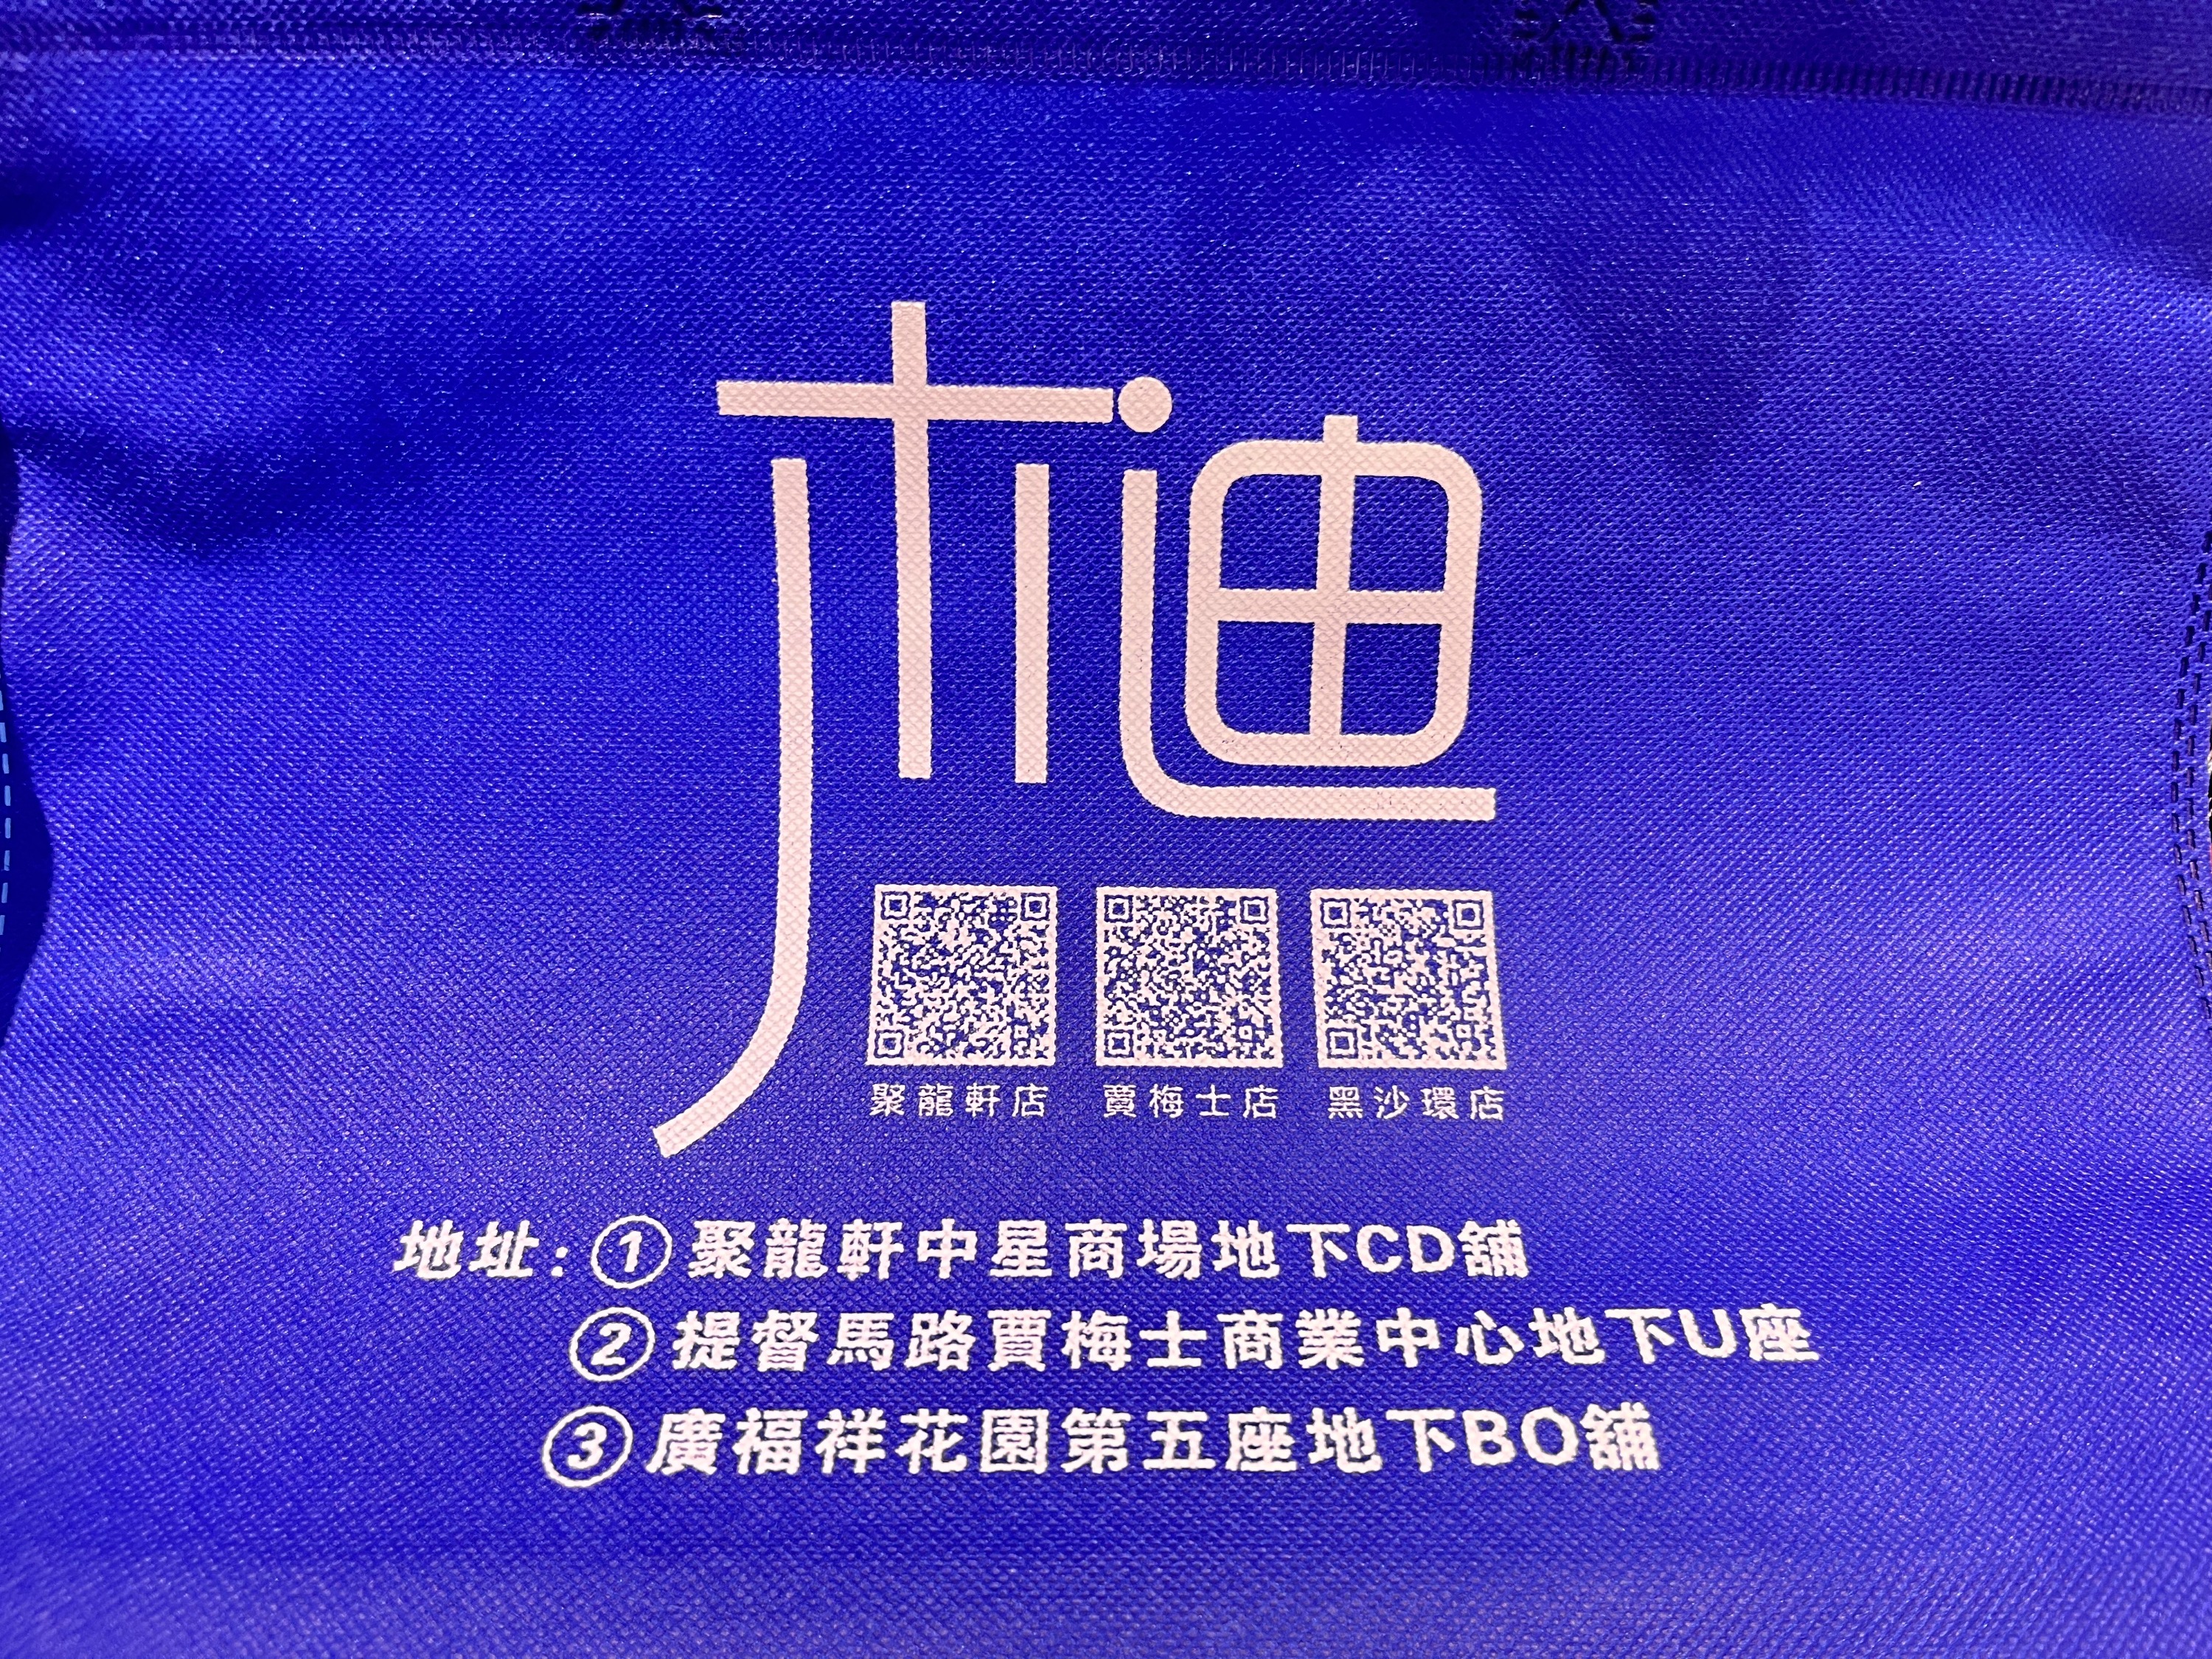 木迪
聚龍軒店 賈梅士店 黑沙環店
地址：①聚龍軒中星商場地下CD舖
②提督馬路賈梅士商業中心地下U座
③廣福祥花園第五座地下BO舖